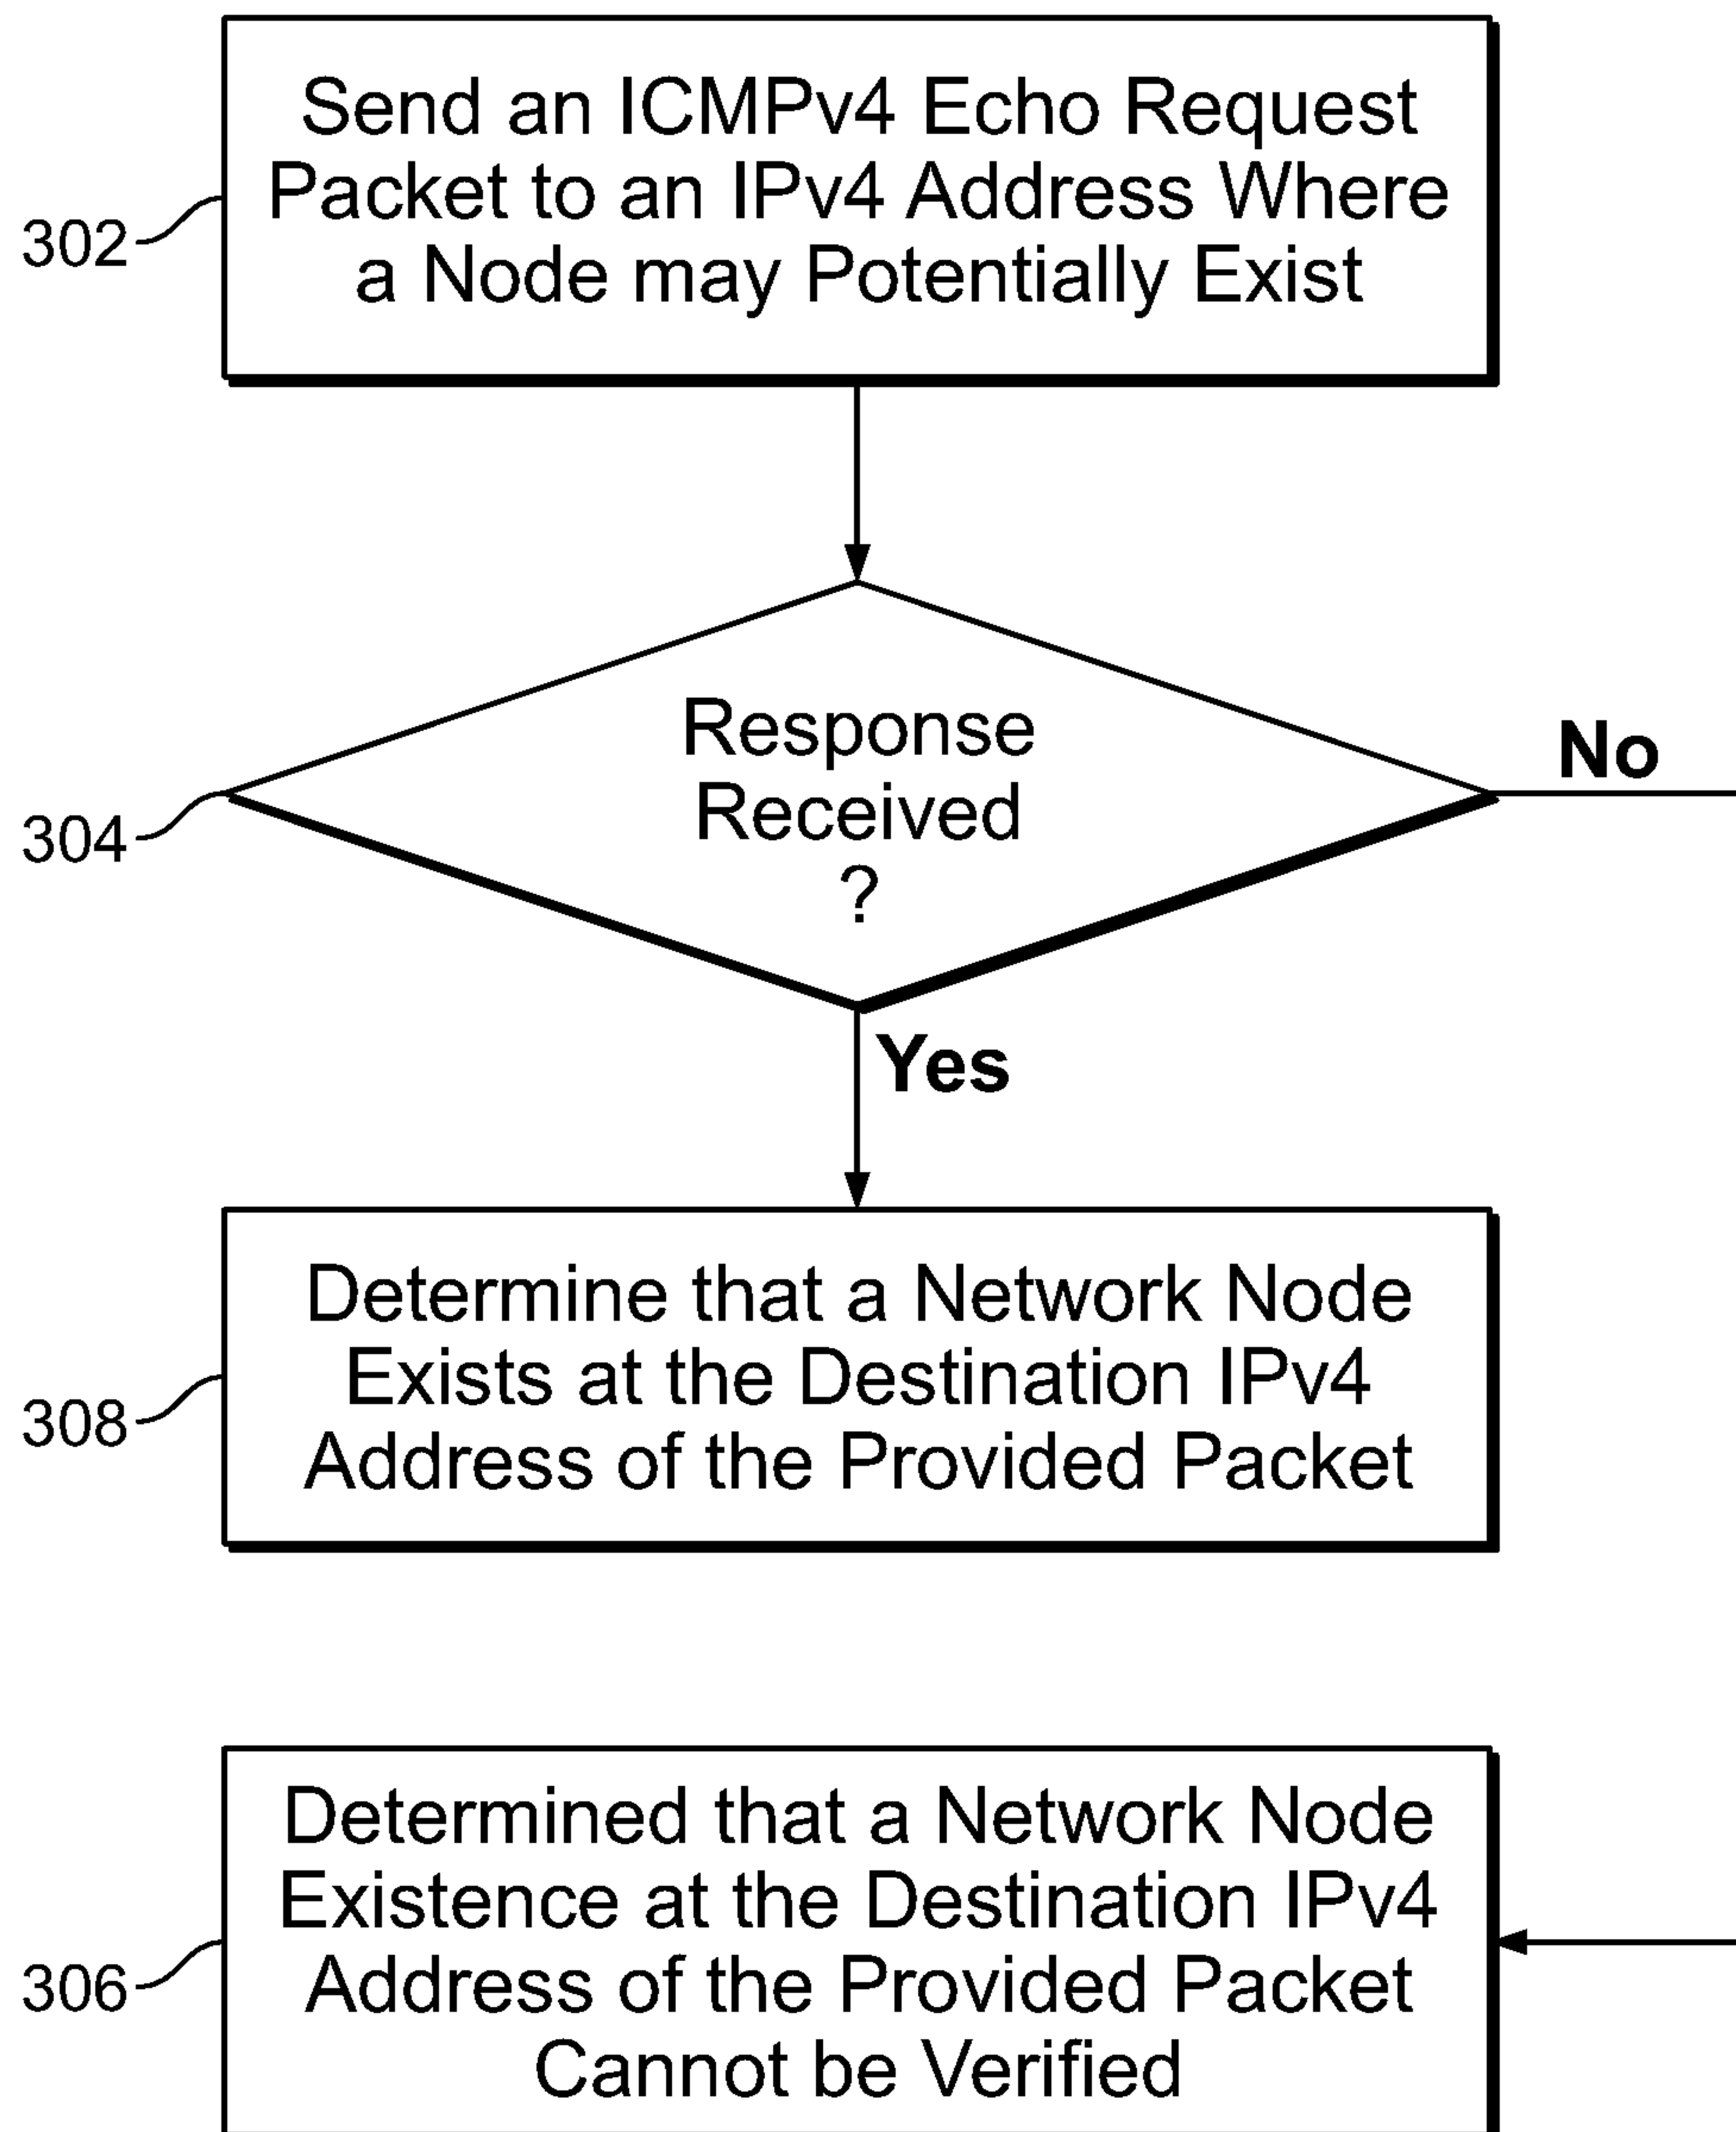 Send an ICMPv4 Echo Request
Packet to an IPv4 Address Where
a Node may Potentially Exist
302
Response
Received
?
304
No
Yes
Determine that a Network Node
Exists at the Destination IPv4
Address of the Provided Packet
308
Determined that a Network Node
Existence at the Destination IPv4
Address of the Provided Packet
Cannot be Verified
306